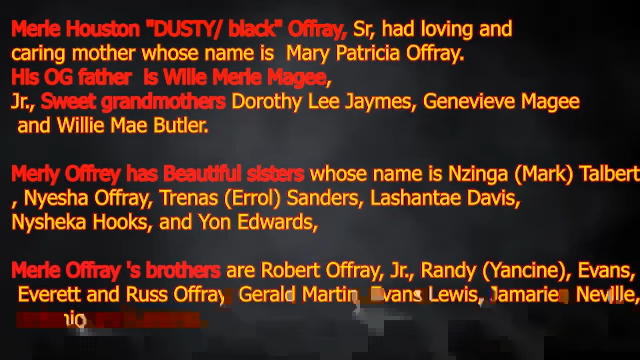 Merle Houston "DUSTY/ black" Offray, Sr, had loving and
caring mother whose name is Mary Patricia Offray.
His OG father is Wille Merle Magee,
Jr., Sweet grandmothers Dorothy Lee Jaymes, Genevieve Magee
and Willie Mae Butler.
Merly Offrey has Beautiful sisters whose name is Nzinga (Mark) Talbert
, Nyesha Offray, Trenas (Errol) Sanders, Lashantae Davis,
Nysheka Hooks, and Yon Edwards,
Merle Offray 's brothers are Robert Offray, Jr., Randy (Yancine), Evans,
Everett and Russ Offray, Gerald Martin, Evans Lewis, Jamarie Neville,